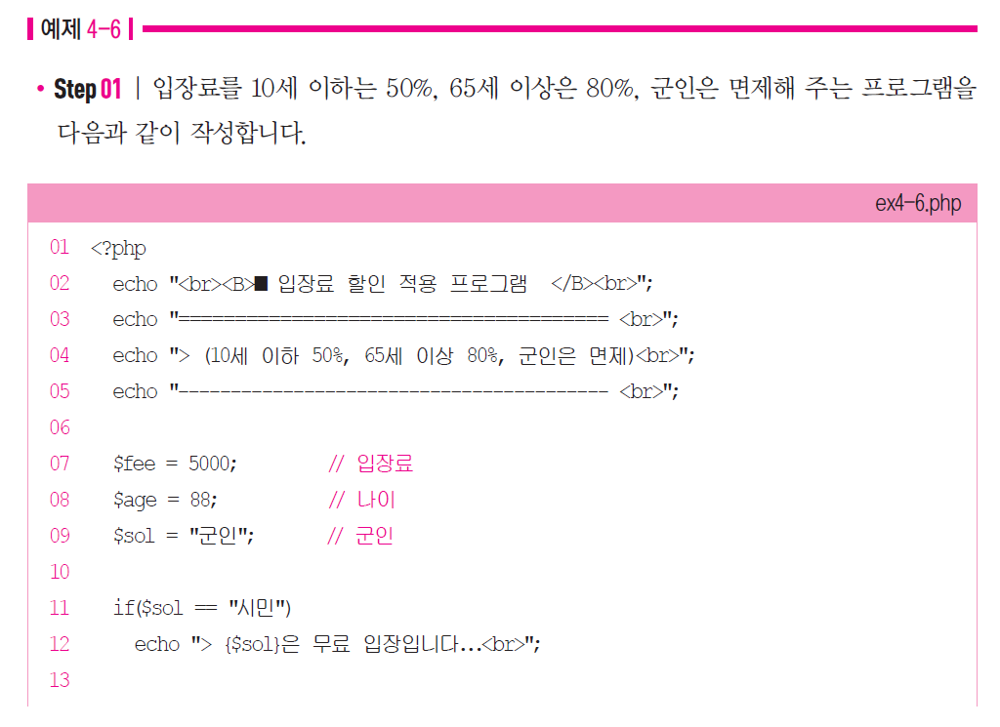 예제 4-6
• Step 01 | 입장료를 10세 이하는 50%, 65세 이상은 80%, 군인은 면제해 주는 프로그램을
다음과 같이 작성합니다.
ex4-6.php
01 <?php
02 echo "<br><B>■ 입장료 할인 적용 프로그램 </B><br>";
03 echo "====================================== <br>";
04 echo "> (10세 이하 50%, 65세 이상 80%, 군인은 면제)<br>";
05 echo "----------------------------------------- <br>";
06
07 $fee = 5000; // 입장료
08 $age = 88; // 나이
09 $sol = "군인"; // 군인
10
11 if($sol == "시민")
12 echo "> {$sol}은 무료 입장입니다...<br>";
13